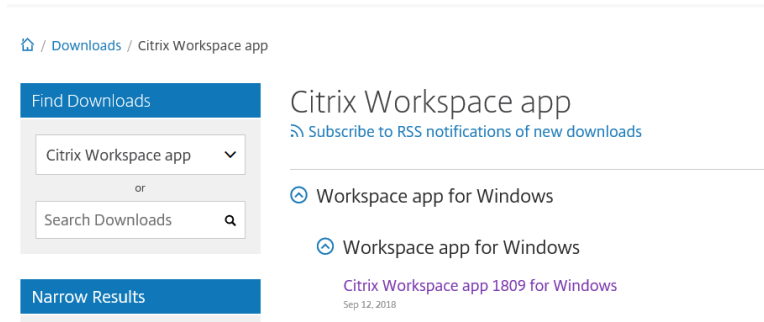 / Downloads / Citrix Workspace app
Find Downloads
Citrix Workspace app
or
Search Downloads
Narrow Results
Citrix Workspace app
Subscribe to RSS notifications of new downloads
Workspace app for Windows
Workspace app for Windows
Citrix Workspace app 1809 for Windows
Sep 12, 2018